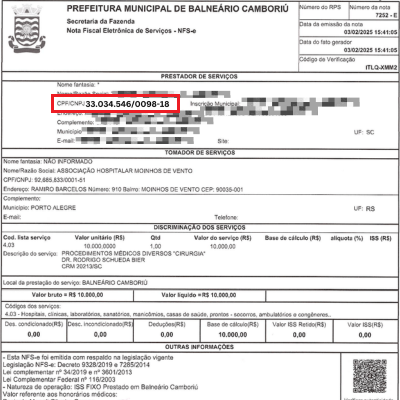 PREFEITURA MUNICIPAL DE BALNEÁRIO CAMBORIÚ
Secretaria da Fazenda
Nota Fiscal Eletrônica de Serviços - NFS-e
Número do RPS
Número da nota
7252 - E
Data da emissão da nota
03/02/2025 15:41:05
Data do fato gerador
03/02/2025 15:41:05
Código de Verificação
ITLQ-XMM2
PRESTADOR DE SERVIÇOS
Nome fantasia:
Nome/Razão Social:
CPF/CNPJ: 33.034.546/0098-18 Inscrição Municipal:
Endereço:
Complemento:
Município: UF: SC
E-mail: Site:
TOMADOR DE SERVIÇOS
Nome fantasia: NÃO INFORMADO
Nome/Razão Social: ASSOCIAÇÃO HOSPITALAR MOINHOS DE VENTO
CPF/CNPJ: 92.685.833/0001-51
Endereço: RAMIRO BARCELOS Número: 910 Bairro: MOINHOS DE VENTO CEP: 90035-001
Complemento:
Município: PORTO ALEGRE UF: RS
E-mail: Telefone:
DISCRIMINAÇÃO DOS SERVIÇOS
Cod. lista serviço Valor unitário (R$) Qtd Valor do serviço (R$) Base de cálculo (R$) alíquota (%) ISS (R$)
4.03 10.000,0000 1,00 10.000,00
Descrição do serviço: PROCEDIMENTOS MÉDICOS DIVERSOS "CIRURGIA"
DR. RODRIGO SCHUEDA BIER
CRM 20213/SC
Local da prestação de serviço: BALNEÁRIO CAMBORIÚ
Valor bruto = R$ 10.000,00 Valor líquido = R$ 10.000,00
Códigos dos serviços:
4.03 - Hospitais, clínicas, laboratórios, sanatórios, manicômios, casas de saúde, prontos - socorros, ambulatórios e congêneres..
Des. condicionado(R$) Desc. incondicionado(R$) Deduções(R$) Base de cálculo(R$) Valor ISS Retido(R$) Valor ISS(R$)
0,00 0,00 0,00 10.000,00 0,00 0,00
OUTRAS INFORMAÇÕES
- Esta NFS-e foi emitida com respaldo na legislação vigente
Lei Complementar: Decreto 9328/2019 e 7285/2014
Lei complementar nº 34/2019 e nº 3601/2013
Lei Complementar Federal nº 116/2003
- Natureza de operação: ISS FIXO Prestado em Balneário Camboriú
Valor referente aos honorários médicos: